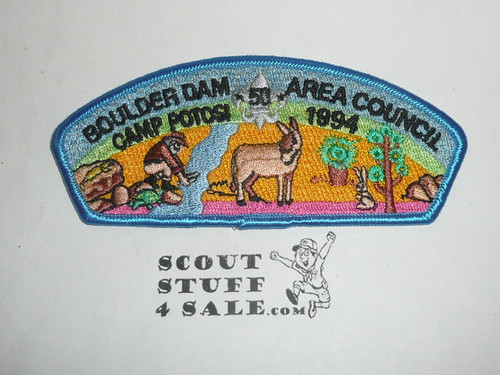 BOULDER DAM 50 AREA COUNCIL
CAMP POTOSI 1994
SCOUT
STUFF
4 SALE.com